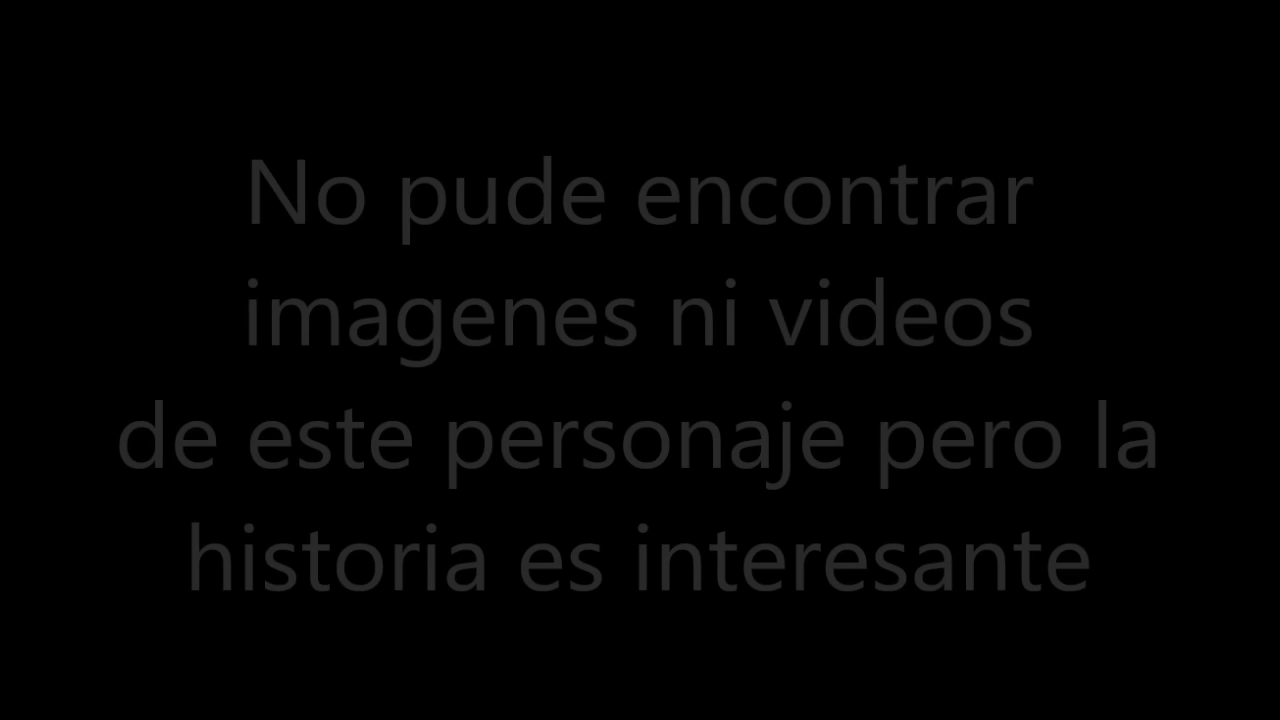 No pude encontrar
imagenes ni videos
de este personaje pero la
historia es interesante